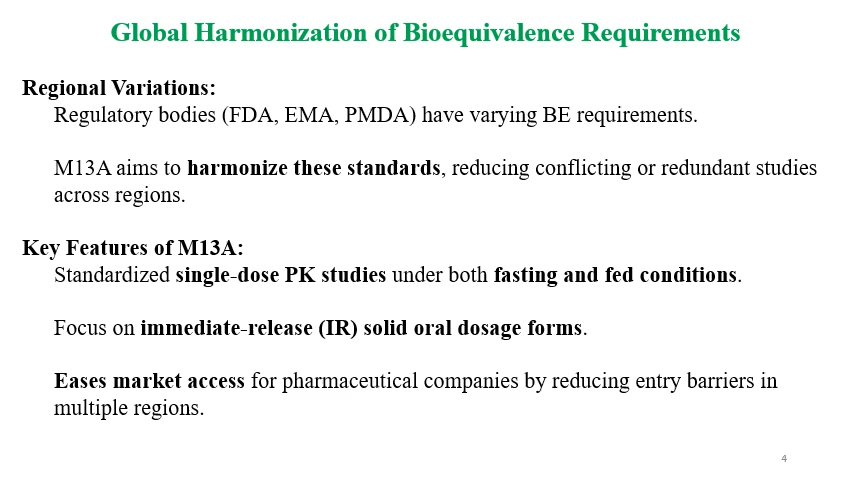 Global Harmonization of Bioequivalence Requirements
Regional Variations:
Regulatory bodies (FDA, EMA, PMDA) have varying BE requirements.
M13A aims to harmonize these standards, reducing conflicting or redundant studies
across regions.
Key Features of M13A:
Standardized single-dose PK studies under both fasting and fed conditions.
Focus on immediate-release (IR) solid oral dosage forms.
Eases market access for pharmaceutical companies by reducing entry barriers in
multiple regions.
4